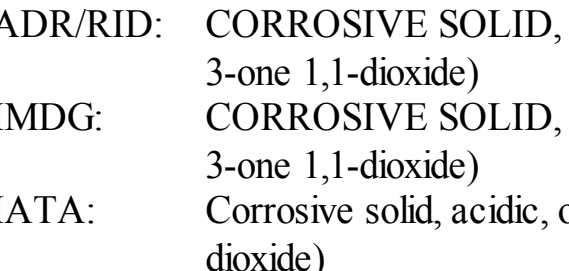 ADR/RID: CORROSIVE SOLID,
3-one 1,1-dioxide)
IMDG: CORROSIVE SOLID,
3-one 1,1-dioxide)
IATA: Corrosive solid, acidic,
dioxide)